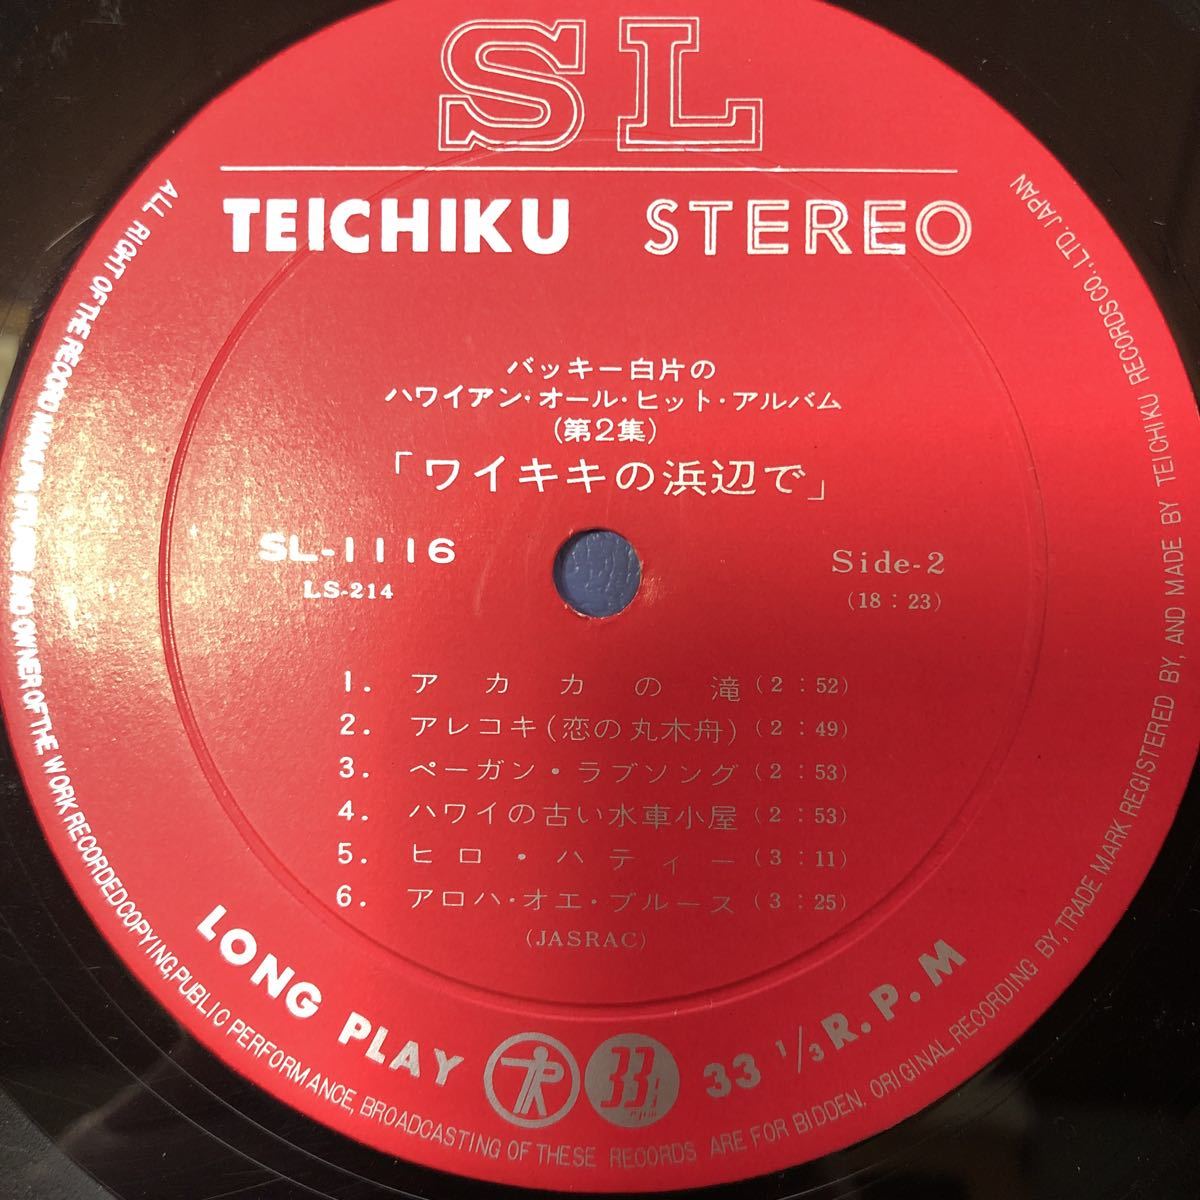 SL
TEICHIKU STEREO
バッキー白片の
ハワイアン・オール・ヒット・アルバム
(第2集)
「ワイキキの浜辺で」
SL-1116
LS-214
Side-2
(18:23)
1. アカカの滝 (2:52)
2. アレコキ(恋の丸木舟) (2:49)
3. ペーガン・ラブソング (2:53)
4. ハワイの古い水車小屋 (2:53)
5. ヒロ・ハティー (3:11)
6. アロハ・オエ・ブルース (3:25)
(JASRAC)
LONG PLAY
33 1/3 R.P.M
ALL RIGHT OF THE RECORD MANUFACTURER AND OWNER OF THE WORK RECORDED COPYING, PUBLIC PERFORMANCE, BROADCASTING OF THESE RECORDS ARE FOR BIDDEN. ORIGINAL RECORDING BY, TRADE MARK REGISTERED BY, AND MADE BY TEICHIKU RECORDS CO., LTD. JAPAN